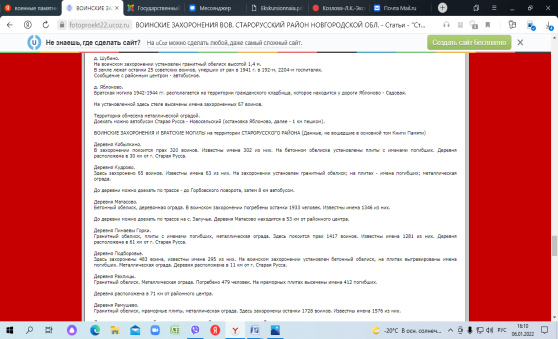 военные памятн
ВОИНСКИЕ ЗА
Государственный
Мессенджер
tliskunionnaia.p
Козлова-Л.К.-Экс
Почта Mail.ru
fotoproekt22.ucoz.ru
ВОИНСКИЕ ЗАХОРОНЕНИЯ ВОВ. СТАРОРУССКИЙ РАЙОН НОВГОРОДСКОЙ ОБЛ. - Статьи - "Ст...
Не знаешь, где сделать сайт? На uCoz можно сделать любой, даже самый сложный сайт.
Создать сайт бесплатно
д. Шубино.
На воинском захоронении установлен гранитный обелиск высотой 1,4 м.
В земле лежат останки 25 советских воинов, умерших от ран в 1941 г. в 192-м, 2204-м госпиталях.
Сообщение с районным центром - автобусное.
д. Яблоново.
Братская могила 1942-1944 гг. располагается на территории гражданского кладбища, которое находится у дороги Яблоново - Садовая.
На установленной здесь стеле высечены имена захороненных 67 воинов.
Территория обнесена металлической оградой.
Доехать можно автобусом Старая Русса - Новосельский (остановка Яблоново, далее - 1 км пешком).
ВОИНСКИЕ ЗАХОРОНЕНИЯ И БРАТСКИЕ МОГИЛЫ на территории СТАРОРУССКОГО РАЙОНА (Данные, не вошедшие в основной том Книги Памяти)
Деревня Кобылкино.
В захоронении покоится прах 320 воинов. Известны имена 302 из них. На бетонном обелиске установлены плиты с именами погибших. Деревня
расположена в 30 км от г. Старая Русса.
Деревня Кудрово.
Здесь захоронено 65 воинов. Известны имена 63 из них. На захоронении установлен гранитный обелиск; на плитах - имена погибших; металлическая
ограда.
До деревни можно доехать по трассе - до Горбовского поворота, затем 8 км автобусом.
Деревня Матасово.
Бетонный обелиск, деревянная ограда. В воинском захоронении погребены останки 1933 человек. Известны имена 1346 из них.
До деревни можно доехать по трассе на с. Залучье. Деревня Матасово находится в 53 км от районного центра.
Деревня Пинаевы Горки.
Гранитный обелиск, плиты с именами погибших, металлическая ограда. Здесь покоится прах 1417 воинов. Известны имена 1281 из них. Деревня
расположена в 61 км от г. Старая Русса.
Деревня Подборовье.
Здесь захоронены 482 воина, известны имена 295 из них. На воинском захоронении установлен бетонный обелиск, на плитах выгравированы имена
погибших. Металлическая ограда. Деревня расположена в 11 км от г. Старая Русса.
Деревня Рахлицы.
Гранитный обелиск. Металлическая ограда. Погребено 479 человек. На мраморных плитах высечены имена 412 погибших.
Деревня расположена в 71 км от районного центра.
Деревня Рамушево.
Гранитный обелиск, мраморные плиты, металлическая ограда. Здесь захоронены останки 1728 воинов. Известны имена 1576 из них.
-20°C В осн. солнечн...
РУС
16:10
06.01.2022